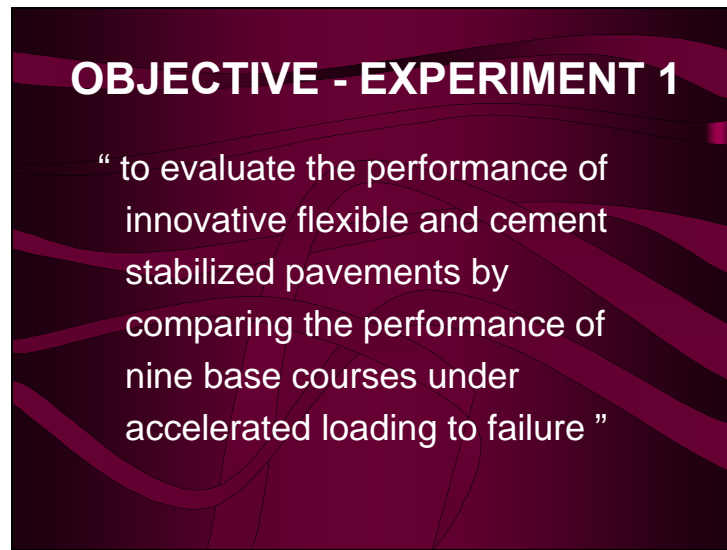 OBJECTIVE - EXPERIMENT 1
“ to evaluate the performance of
innovative flexible and cement
stabilized pavements by
comparing the performance of
nine base courses under
accelerated loading to failure ”